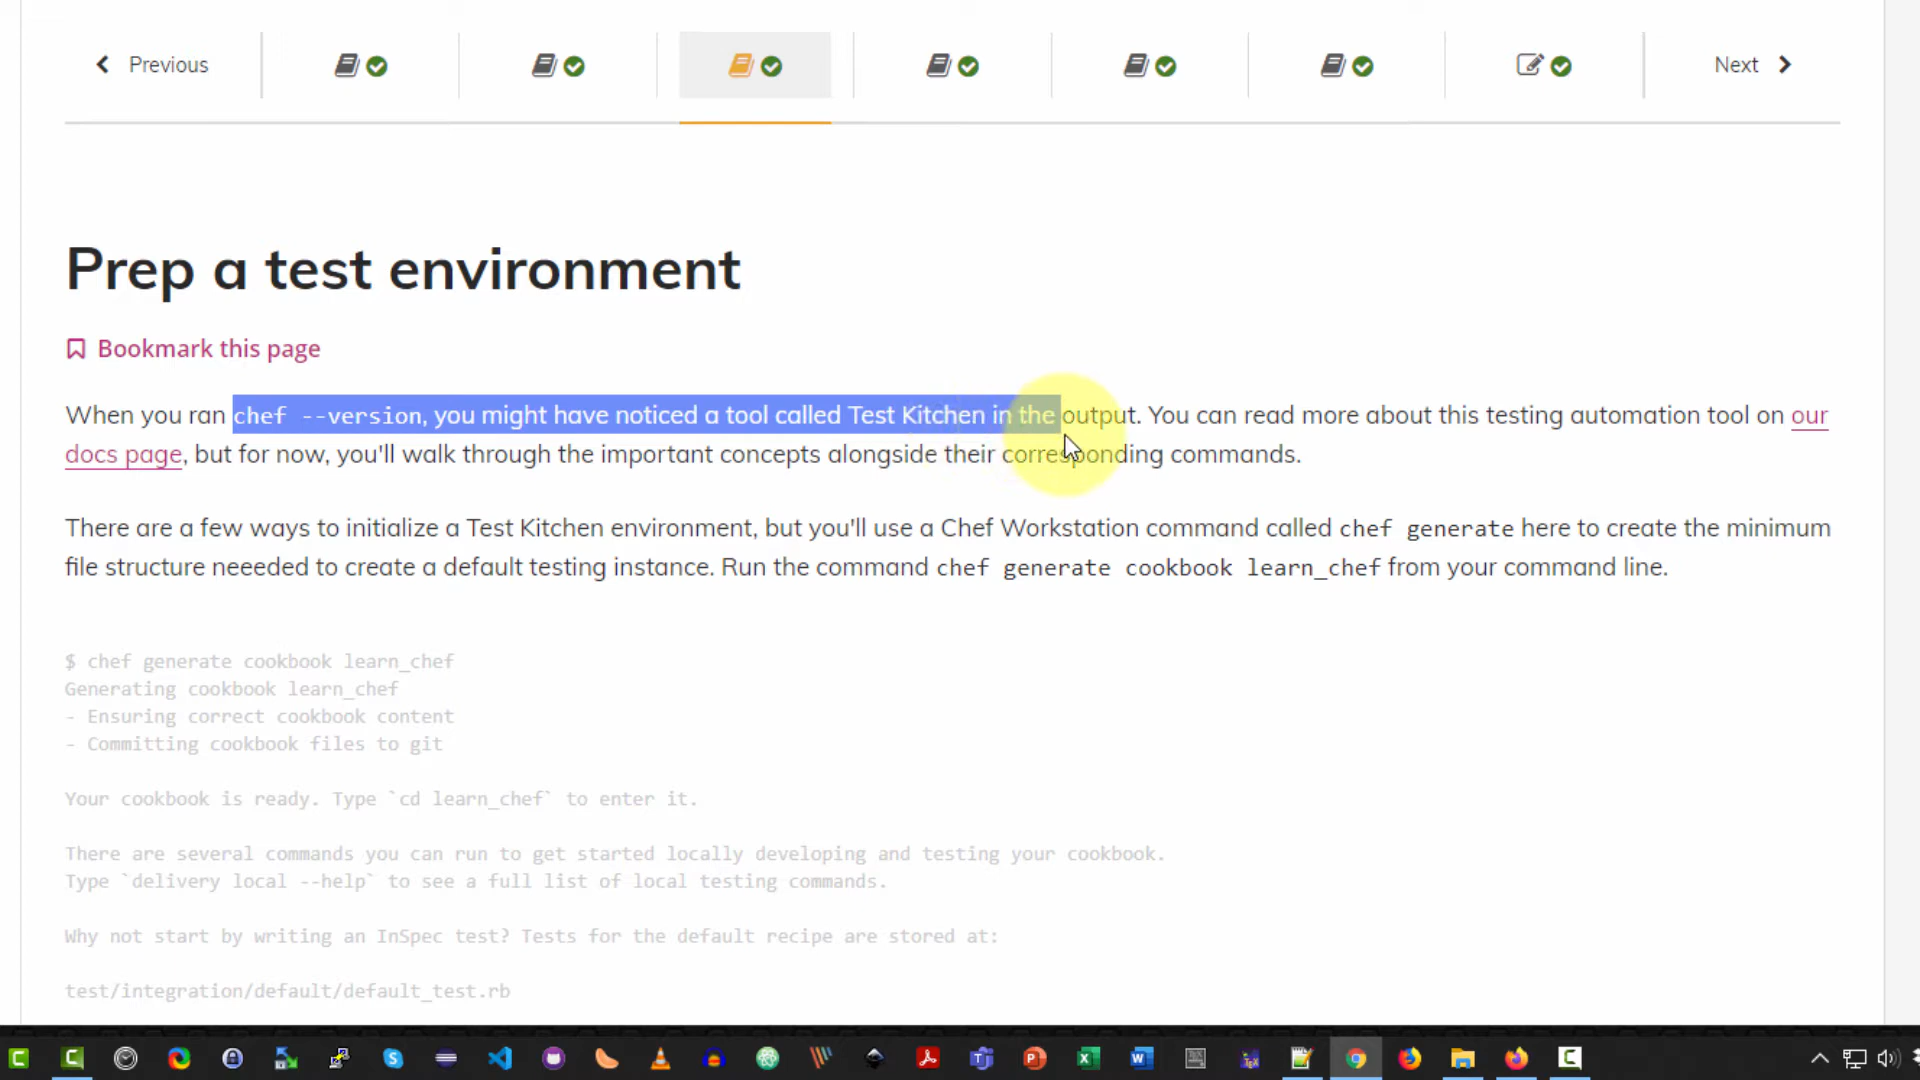 Previous
Next
Prep a test environment
Bookmark this page
When you ran chef --version, you might have noticed a tool called Test Kitchen in the output. You can read more about this testing automation tool on our
docs page, but for now, you'll walk through the important concepts alongside their corresponding commands.
There are a few ways to initialize a Test Kitchen environment, but you'll use a Chef Workstation command called chef generate here to create the minimum
file structure neeeded to create a default testing instance. Run the command chef generate cookbook learn_chef from your command line.
$ chef generate cookbook learn_chef
Generating cookbook learn_chef
- Ensuring correct cookbook content
- Committing cookbook files to git
Your cookbook is ready. Type `cd learn_chef` to enter it.
There are several commands you can run to get started locally developing and testing your cookbook.
Type `delivery local --help` to see a full list of local testing commands.
Why not start by writing an InSpec test? Tests for the default recipe are stored at:
test/integration/default/default_test.rb